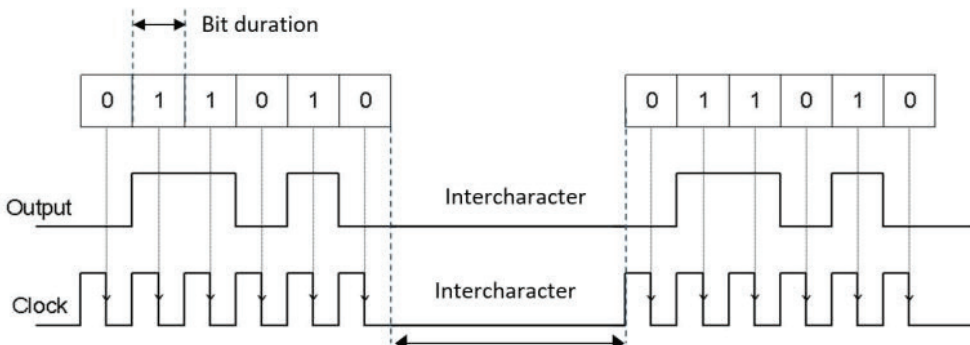 Bit duration
0 1 1 0 1 0
0 1 1 0 1 0
Output
Intercharacter
Clock
Intercharacter